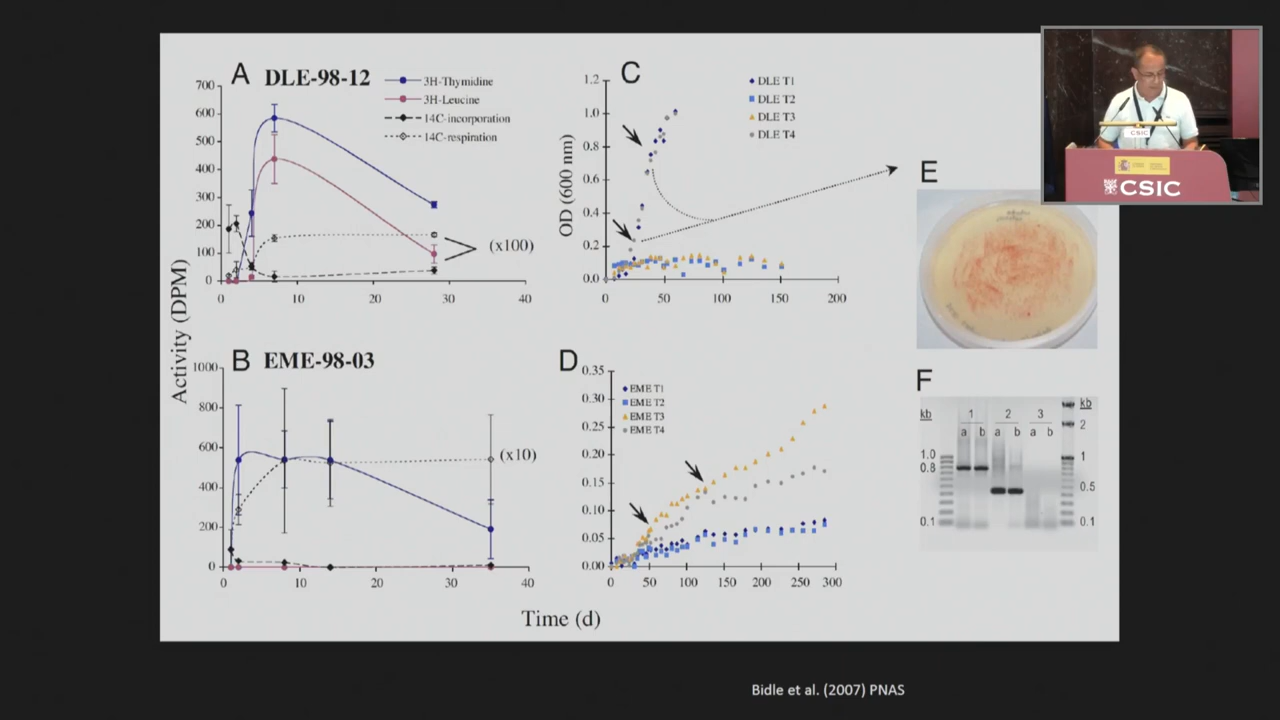 A DLE-98-12
3H-Thymidine
3H-Leucine
14C-incorporation
14C-respiration
700
600
500
400
300
200
100
0
0 10 20 30 40
(x100)
Activity (DPM)
B EME-98-03
1000
800
600
400
200
0
0 10 20 30 40
(x10)
Time (d)
C
DLE T1
DLE T2
DLE T3
DLE T4
OD (600 nm)
1.2
1.0
0.8
0.6
0.4
0.2
0.0
0 50 100 150 200
D
EME T1
EME T2
EME T3
EME T4
0.35
0.30
0.25
0.20
0.15
0.10
0.05
0.00
0 50 100 150 200 250 300
E
F
kb 1 2 3 kb
a b a b a b
1.0
0.8
0.1
2
1
0.5
0.1
CSIC
CSIC
Bidle et al. (2007) PNAS